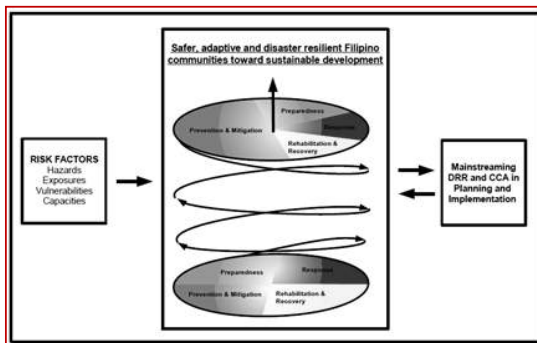 Safer, adaptive and disaster resilient Filipino
communities toward sustainable development
Preparedness
Prevention & Mitigation
Response
Rehabilitation &
Recovery
RISK FACTORS
Hazards
Exposures
Vulnerabilities
Capacities
Mainstreaming
DRR and CCA in
Planning and
Implementation
Preparedness
Response
Prevention & Mitigation
Rehabilitation &
Recovery